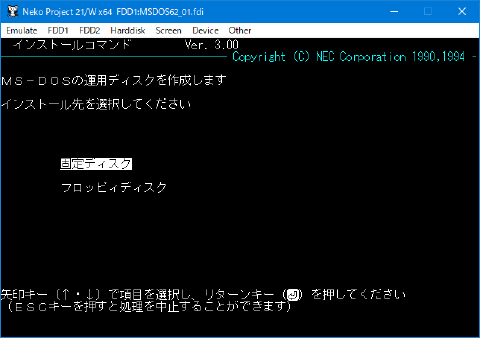 Neko Project 21/W x64 FDD1:MSDOS62_01.fdi
Emulate FDD1 FDD2 Harddisk Screen Device Other
インストールコマンド Ver. 3.00
Copyright (C) NEC Corporation 1990,1994
ＭＳ－ＤＯＳの運用ディスクを作成します
インストール先を選択してください
固定ディスク
フロッピィディスク
矢印キー〔↑・↓〕で項目を選択し、リターンキー〔⏎〕を押してください
（ＥＳＣキーを押すと処理を中止することができます）